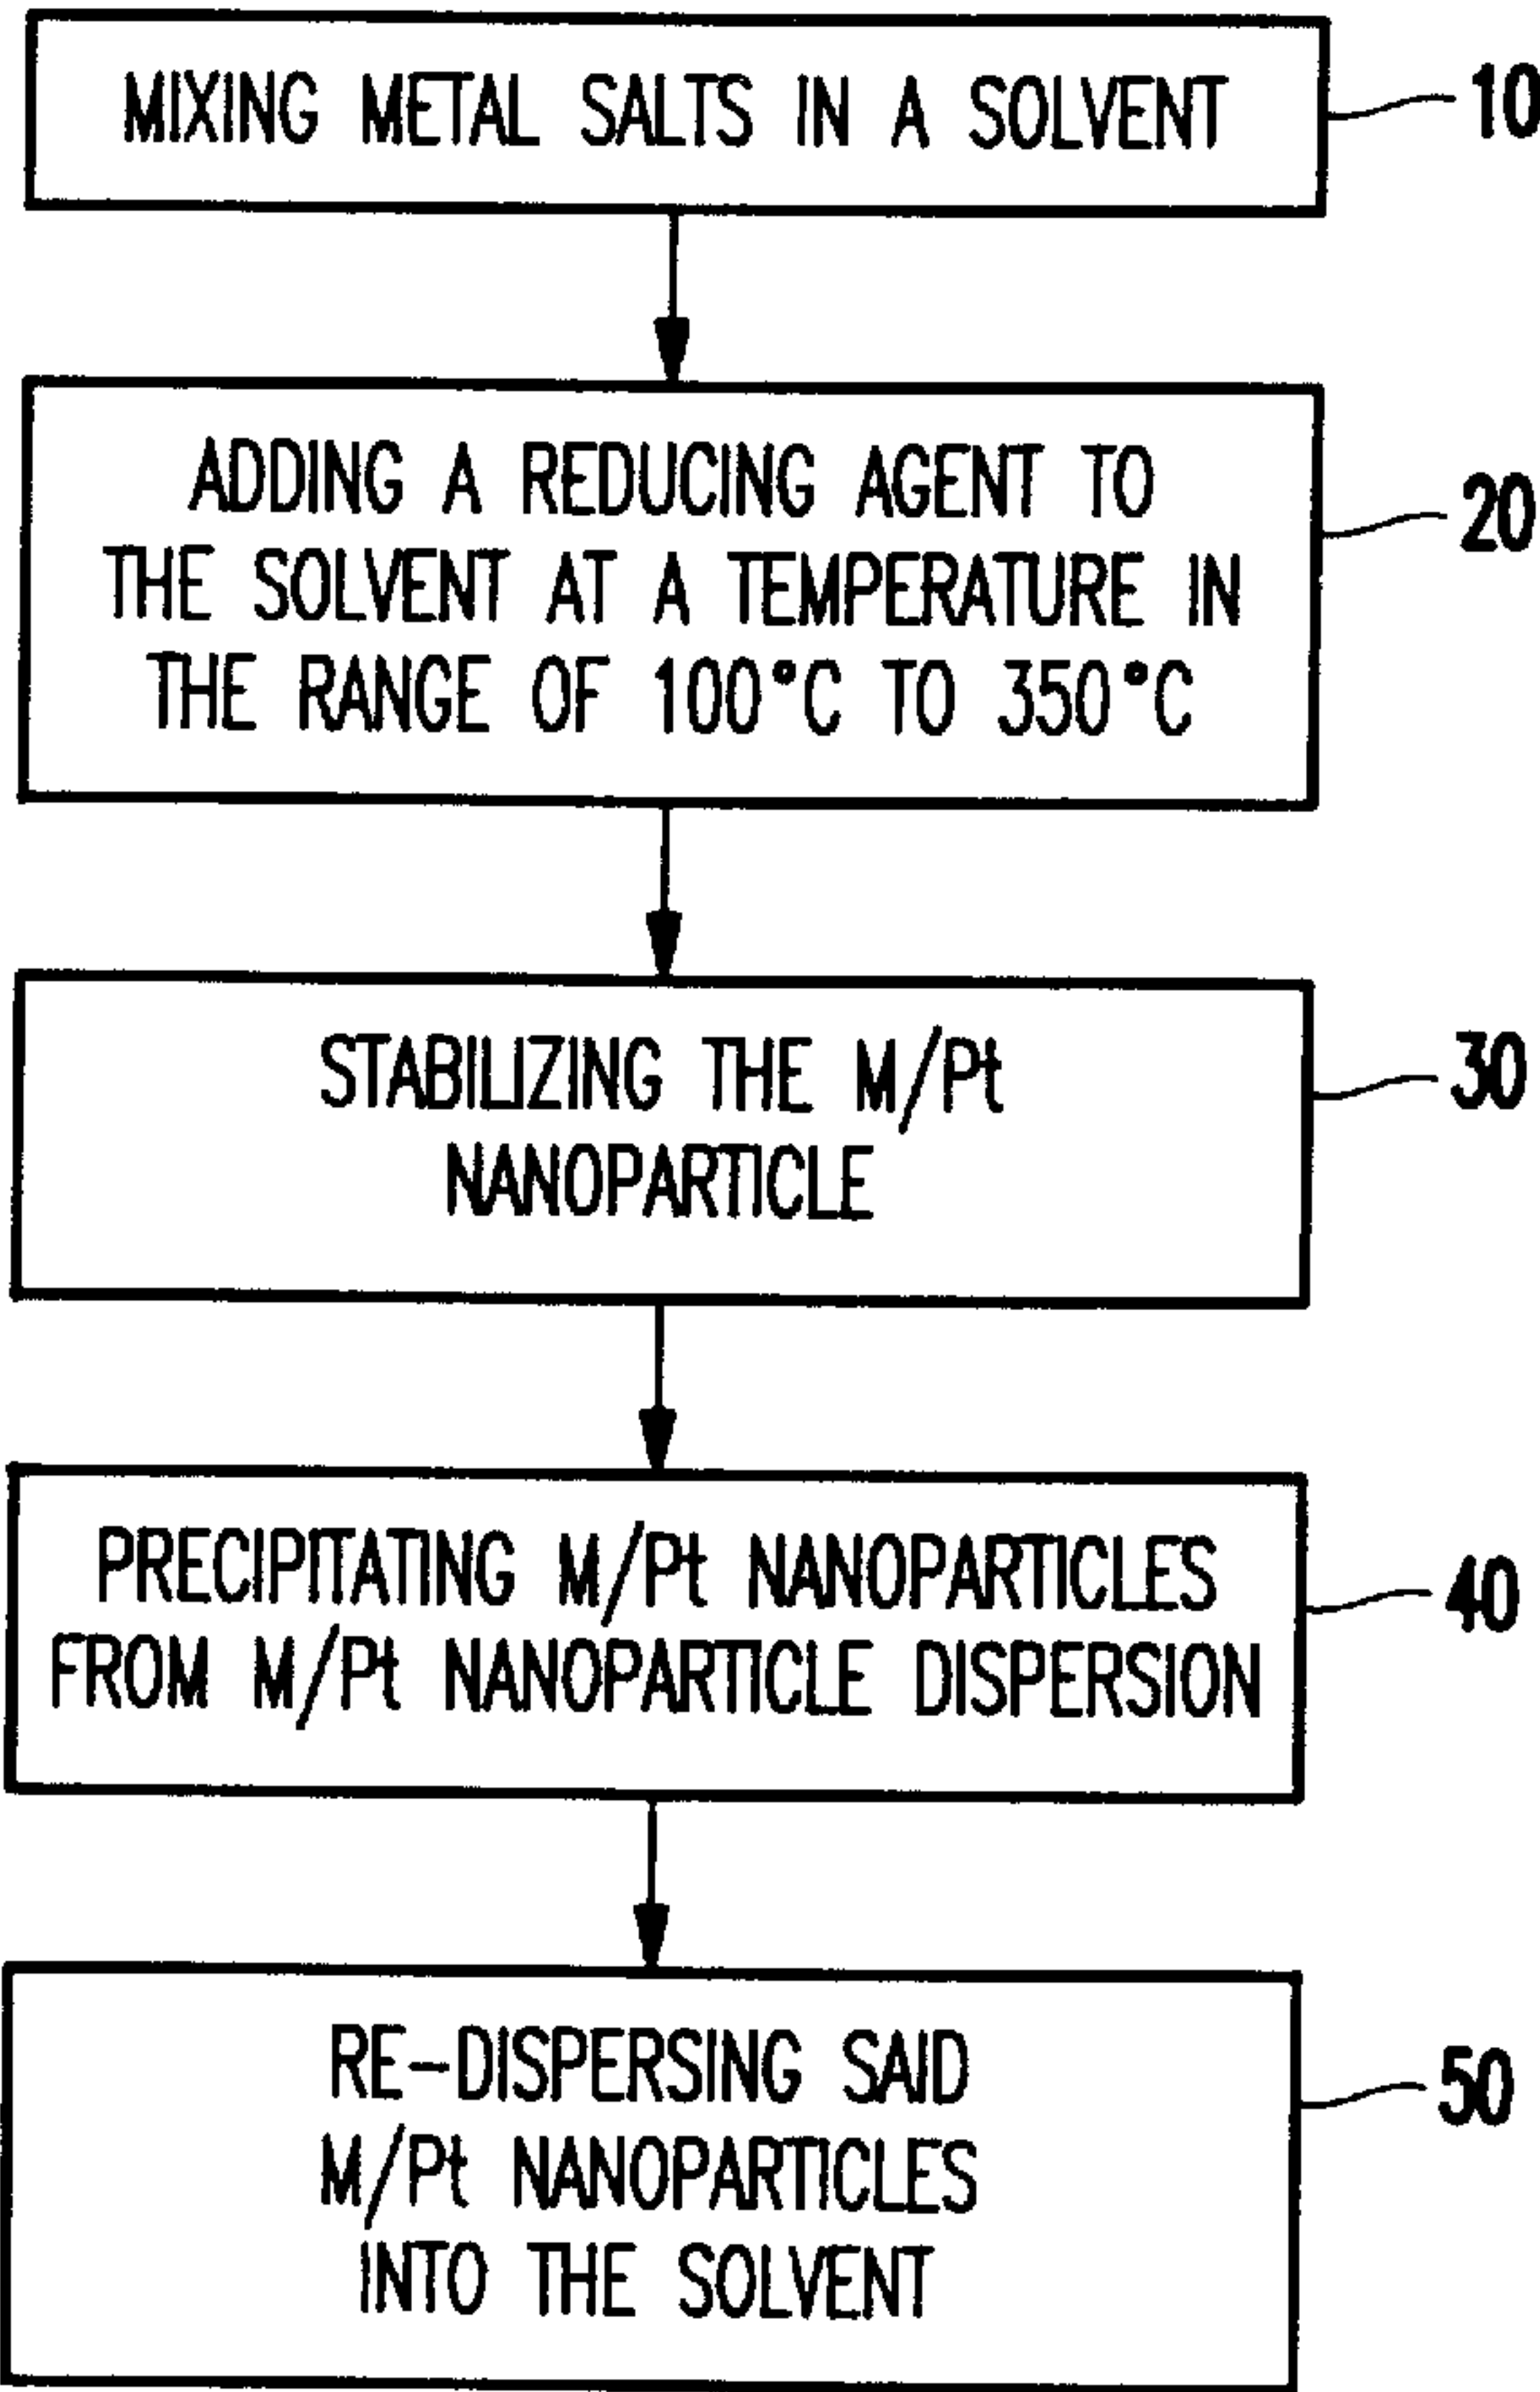 MIXING METAL SALTS IN A SOLVENT
10
ADDING A REDUCING AGENT TO
THE SOLVENT AT A TEMPERATURE IN
THE RANGE OF 100°C TO 350°C
20
STABILIZING THE M/Pt
NANOPARTICLE
30
PRECIPITATING M/Pt NANOPARTICLES
FROM M/Pt NANOPARTICLE DISPERSION
40
RE-DISPERSING SAID
M/Pt NANOPARTICLES
INTO THE SOLVENT
50